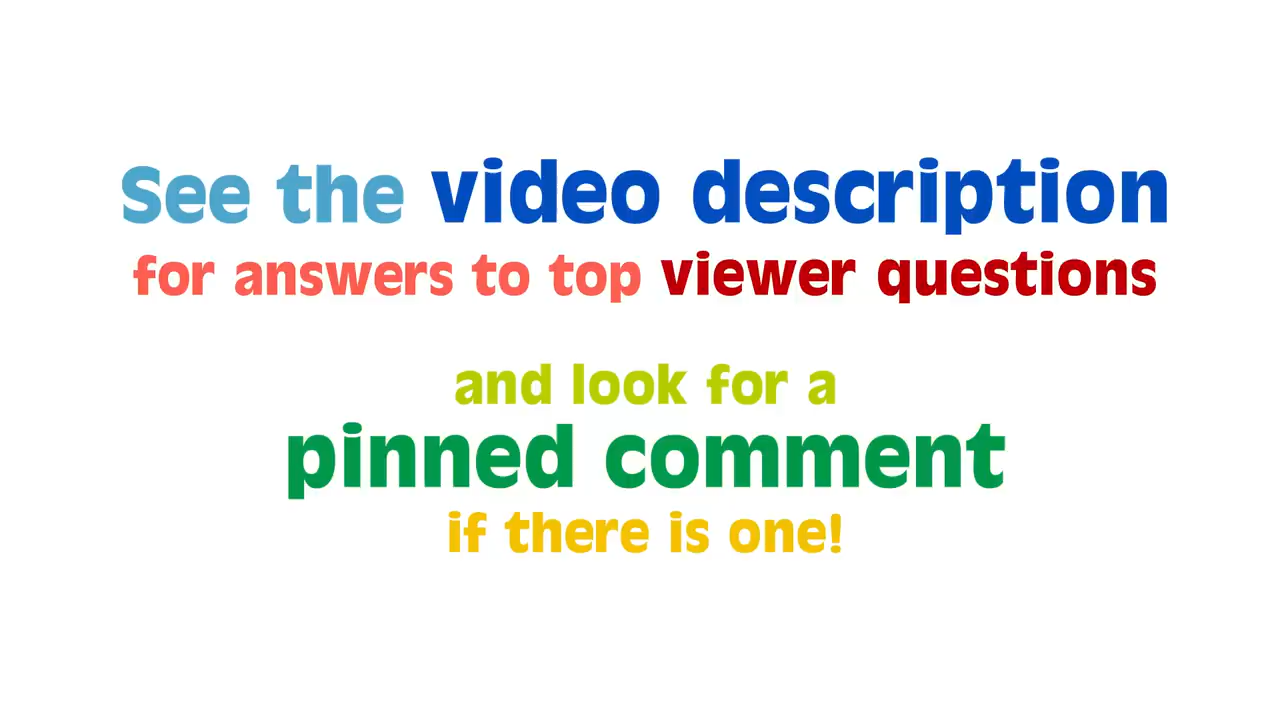 See the video description
for answers to top viewer questions
and look for a
pinned comment
if there is one!